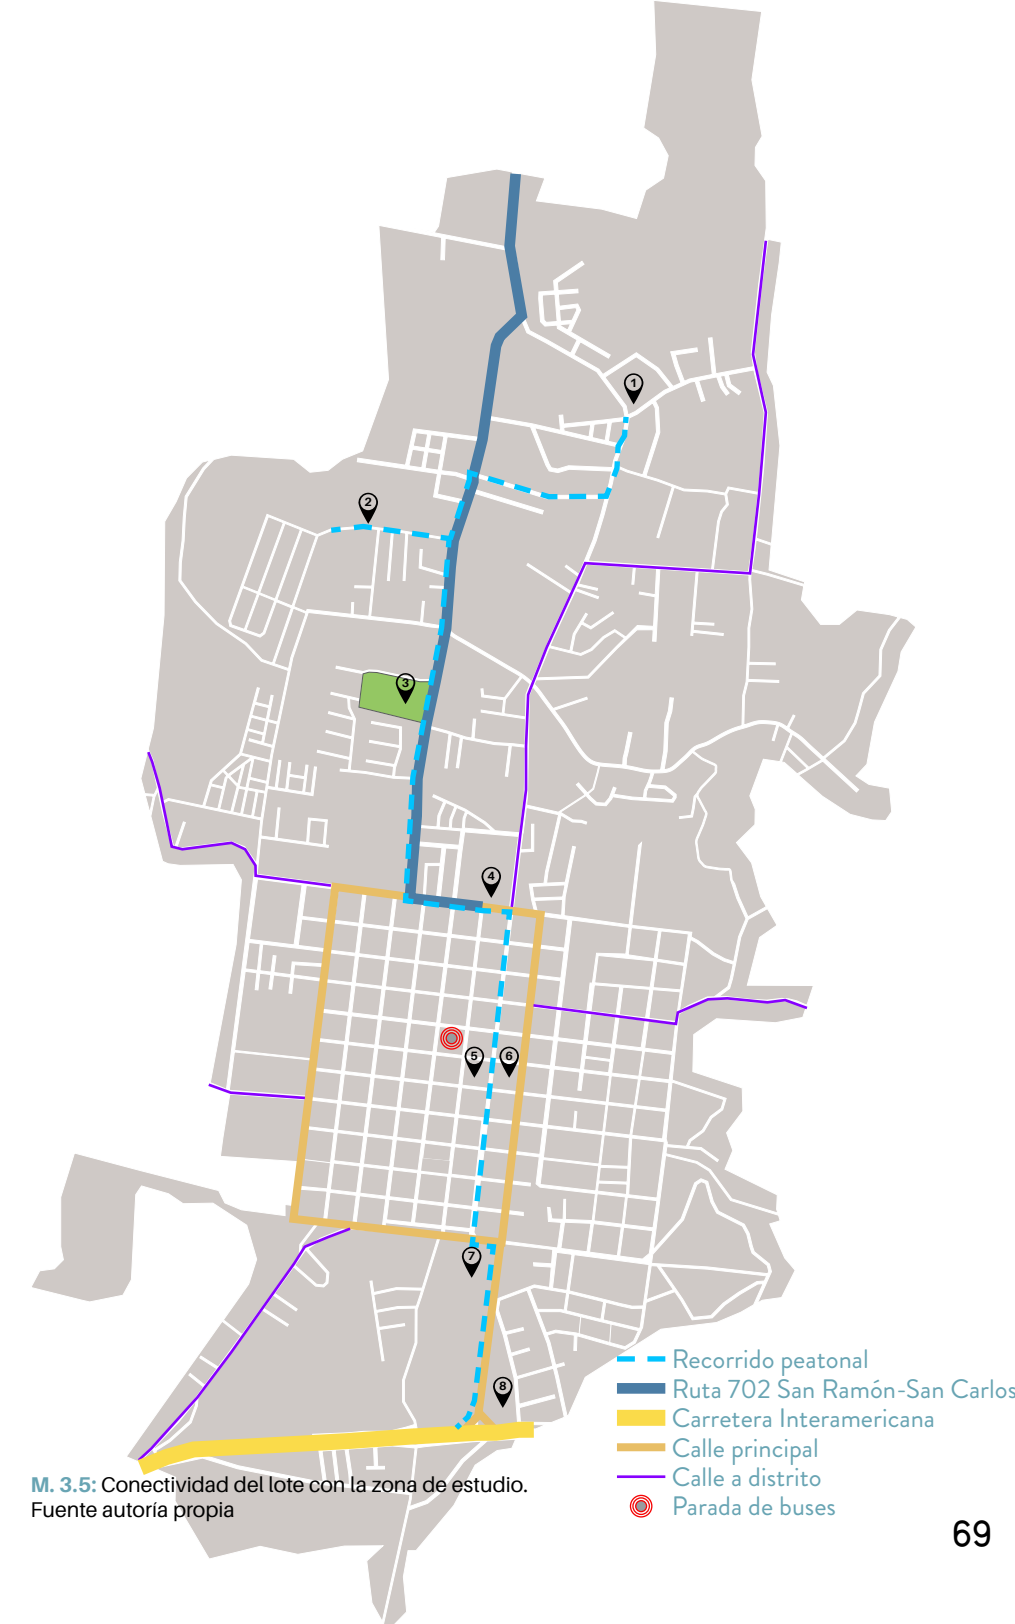 1
2
3
4
5
6
7
8
Recorrido peatonal
Ruta 702 San Ramón-San Carlos
Carretera Interamericana
Calle principal
Calle a distrito
Parada de buses
M. 3.5: Conectividad del lote con la zona de estudio.
Fuente autoría propia
69